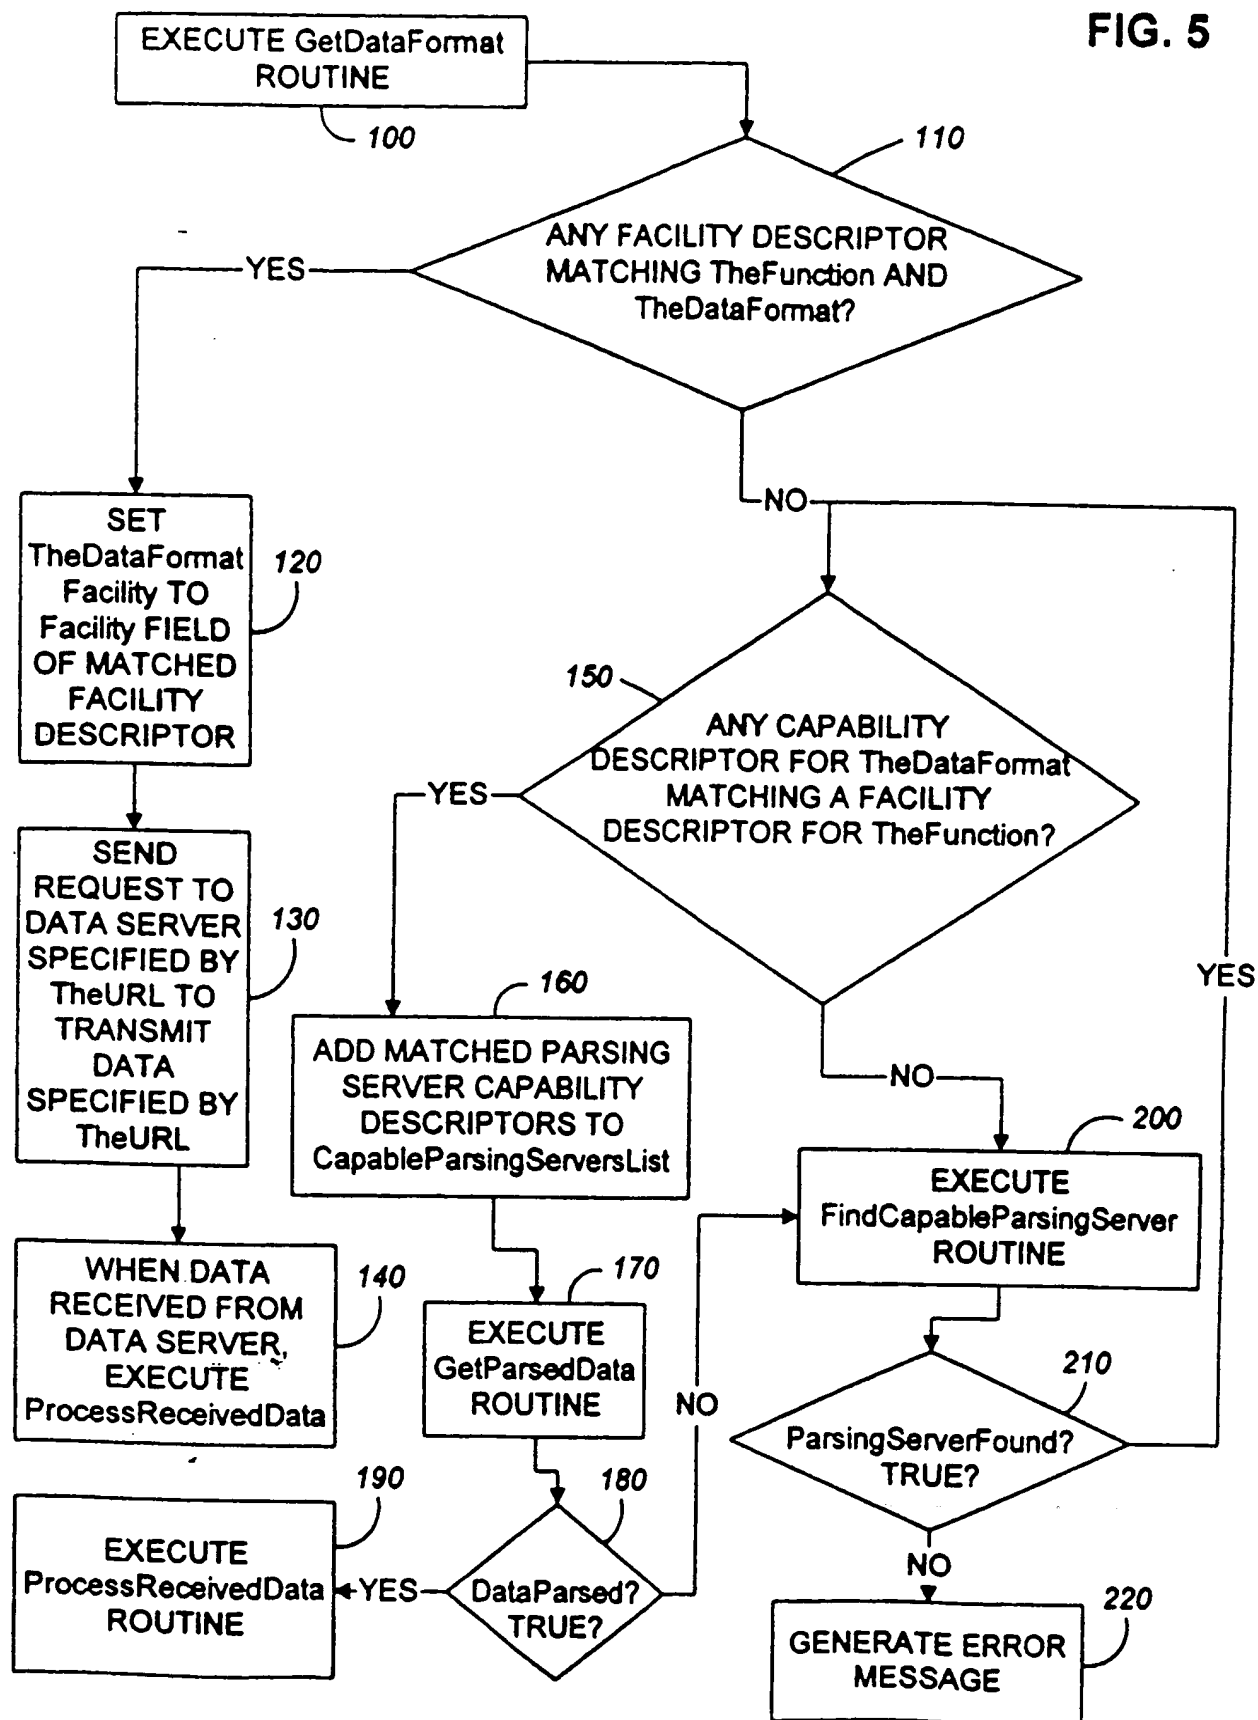 FIG. 5
EXECUTE GetDataFormat
ROUTINE
100
110
ANY FACILITY DESCRIPTOR
MATCHING TheFunction AND
TheDataFormat?
YES
NO
SET
TheDataFormat
Facility TO
Facility FIELD
OF MATCHED
FACILITY
DESCRIPTOR
120
SEND
REQUEST TO
DATA SERVER
SPECIFIED BY
TheURL TO
TRANSMIT
DATA
SPECIFIED BY
TheURL
130
WHEN DATA
RECEIVED FROM
DATA SERVER,
EXECUTE
ProcessReceivedData
140
150
ANY CAPABILITY
DESCRIPTOR FOR TheDataFormat
MATCHING A FACILITY
DESCRIPTOR FOR TheFunction?
YES
NO
160
ADD MATCHED PARSING
SERVER CAPABILITY
DESCRIPTORS TO
CapableParsingServersList
170
EXECUTE
GetParsedData
ROUTINE
180
DataParsed?
TRUE?
YES
NO
190
EXECUTE
ProcessReceivedData
ROUTINE
200
EXECUTE
FindCapableParsingServer
ROUTINE
210
ParsingServerFound?
TRUE?
YES
NO
220
GENERATE ERROR
MESSAGE